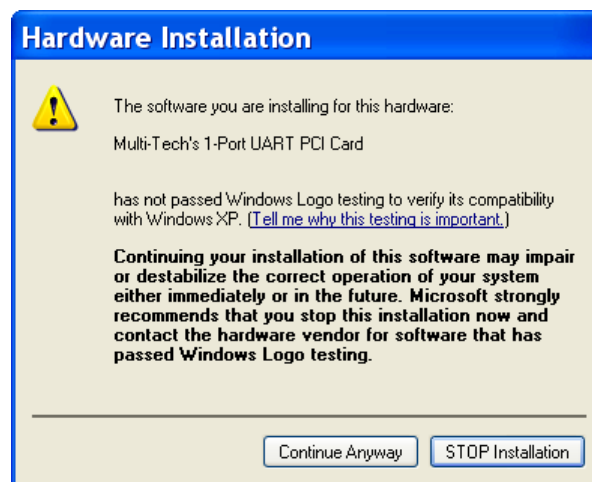 Hardware Installation
The software you are installing for this hardware:
Multi-Tech's 1-Port UART PCI Card
has not passed Windows Logo testing to verify its compatibility
with Windows XP. (Tell me why this testing is important.)
Continuing your installation of this software may impair
or destabilize the correct operation of your system
either immediately or in the future. Microsoft strongly
recommends that you stop this installation now and
contact the hardware vendor for software that has
passed Windows Logo testing.
Continue Anyway STOP Installation